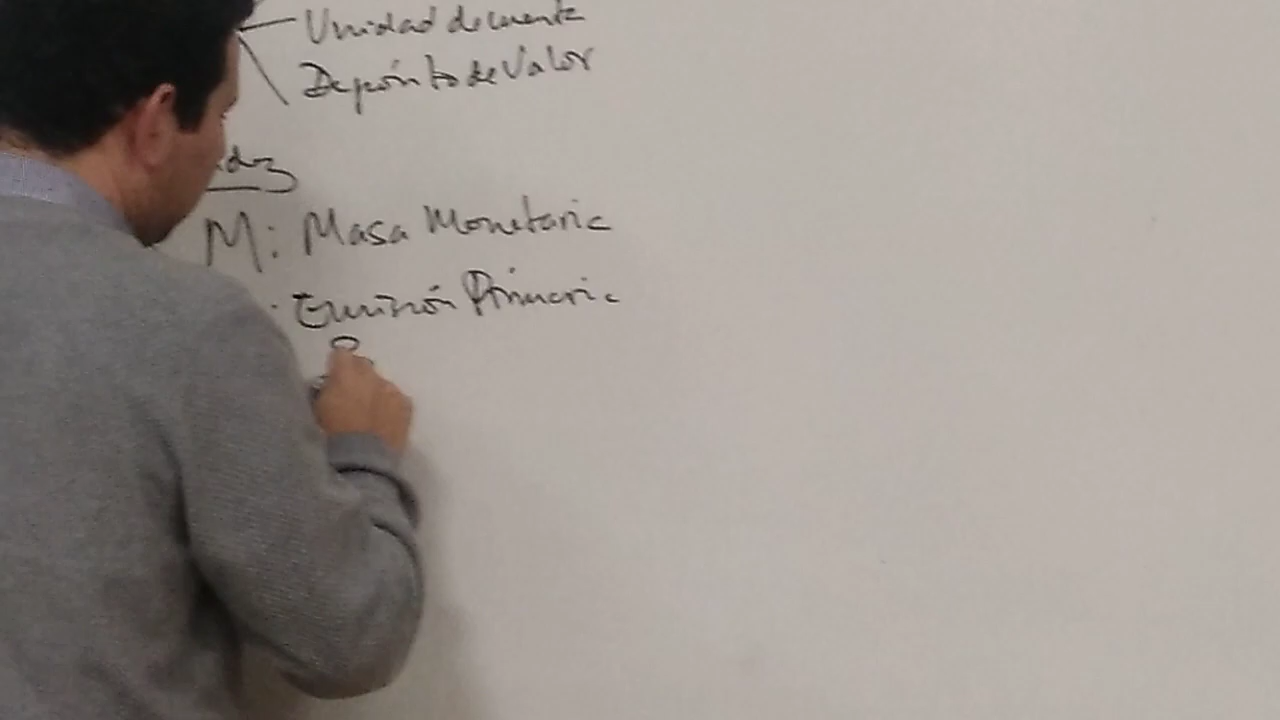 Unidad de cuenta
Depósito de Valor
M: Masa Monetaria
: Emisión Primaria
o